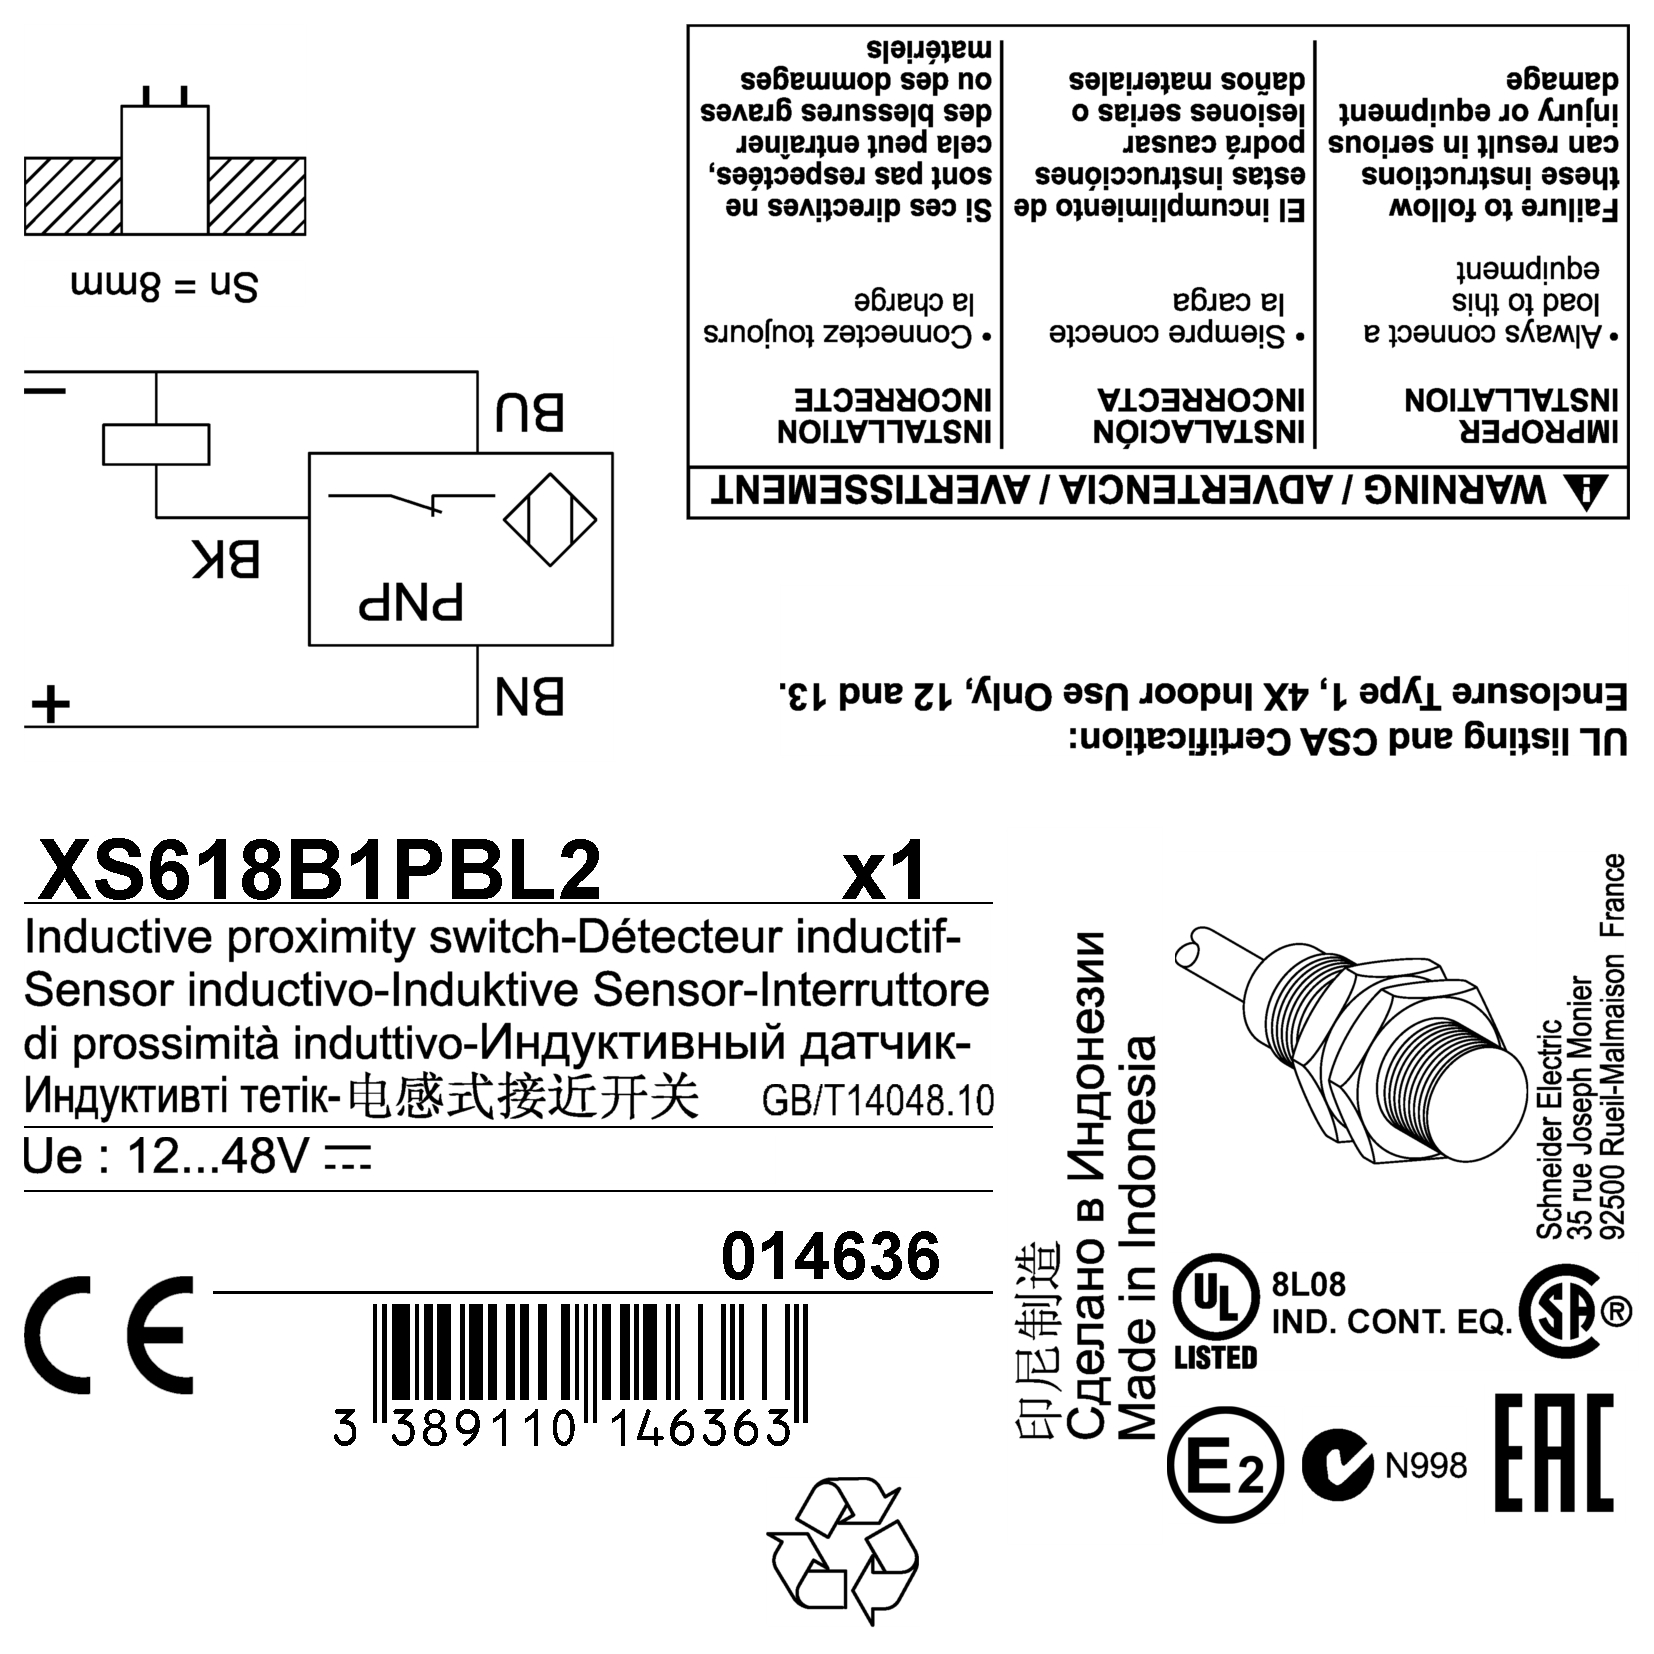 ⚠ WARNING / ADVERTENCIA / AVERTISSEMENT
IMPROPER
INSTALLATION
• Always connect a
load to this
equipment
Failure to follow
these instructions
can result in serious
injury or equipment
damage
INSTALACIÓN
INCORRECTA
• Siempre conecte
la carga
El incumplimiento de
estas instrucciónes
podrá causar
lesiones serias o
daños materiales
INSTALLATION
INCORRECTE
• Connectez toujours
la charge
Si ces directives ne
sont pas respectées,
cela peut entraîner
des blessures graves
ou des dommages
matériels
UL listing and CSA Certification:
Enclosure Type 1, 4X Indoor Use Only, 12 and 13.
BN
+
PNP
BK
BU
−
Sn = 8mm
XS618B1PBL2 x1
Inductive proximity switch-Détecteur inductif-
Sensor inductivo-Induktive Sensor-Interruttore
di prossimità induttivo-Индуктивный датчик-
Индуктивтi тетiк-电感式接近开关 GB/T14048.10
Ue : 12...48V ⎓
014636
CE
3 389110 146363
印尼制造
Сделано в Индонезии
Made in Indonesia
Schneider Electric
35 rue Joseph Monier
92500 Rueil-Malmaison France
UL
LISTED
8L08
IND. CONT. EQ.
CSA ®
E2
N998
EAC